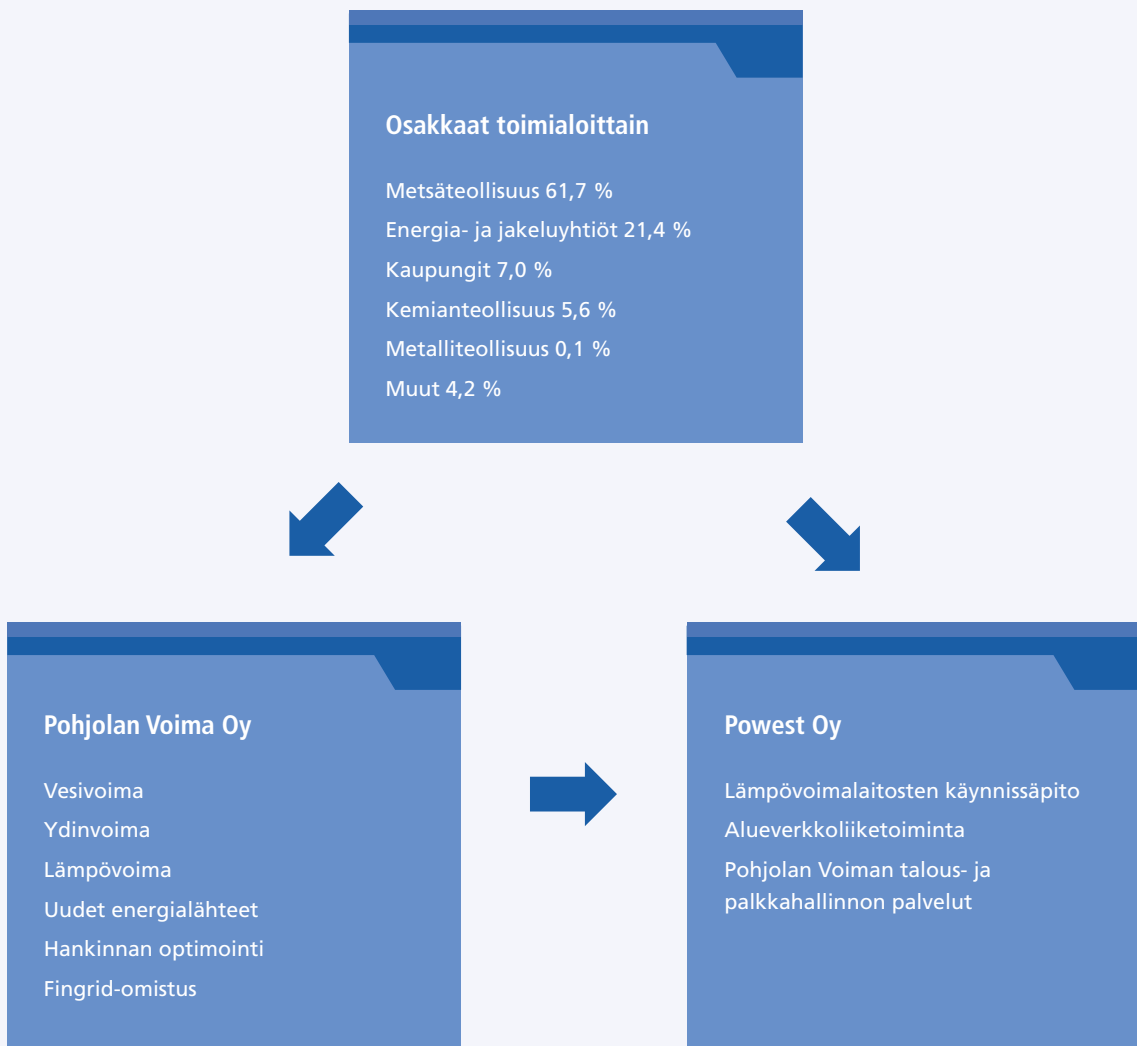 Osakkaat toimialoittain
Metsäteollisuus 61,7 %
Energia- ja jakeluyhtiöt 21,4 %
Kaupungit 7,0 %
Kemianteollisuus 5,6 %
Metalliteollisuus 0,1 %
Muut 4,2 %
Pohjolan Voima Oy
Vesivoima
Ydinvoima
Lämpövoima
Uudet energialähteet
Hankinnan optimointi
Fingrid-omistus
Powest Oy
Lämpövoimalaitosten käynnissäpito
Alueverkkoliiketoiminta
Pohjolan Voiman talous- ja
palkkahallinnon palvelut